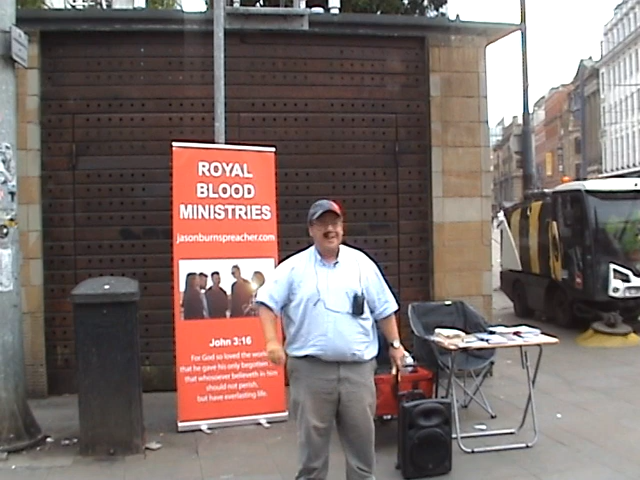 ROYAL
BLOOD
MINISTRIES
jasonburnspreacher.com
John 3:16
For God so loved the world
that he gave his only begotten
that whosoever believeth in him
should not perish,
but have everlasting life.